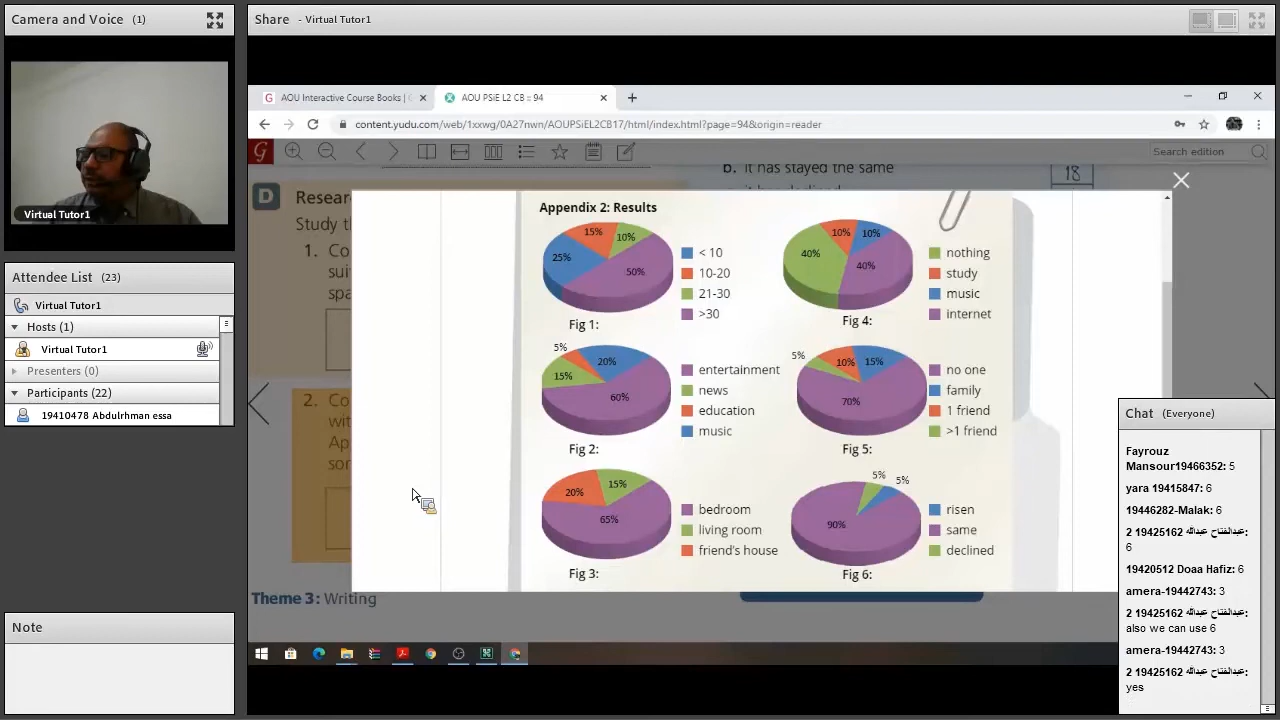 Camera and Voice (1)
Virtual Tutor1
Attendee List (23)
Virtual Tutor1
Hosts (1)
Virtual Tutor1
Presenters (0)
Participants (22)
19410478 Abdulrhman essa
Note
Share - Virtual Tutor1
AOU Interactive Course Books |
AOU PSiE L2 CB :: 94
content.yudu.com/web/1xxwg/0A27nwn/AOUPSiEL2CB17/html/index.html?page=94&origin=reader
Search edition
b. It has stayed the same
18
D
Resear
Study th
1. Co
suit
spa
2. Co
wit
Ap
son
Theme 3: Writing
Appendix 2: Results
15%
10%
25%
50%
< 10
10-20
21-30
>30
Fig 1:
10%
10%
40%
40%
nothing
study
music
internet
Fig 4:
5%
20%
15%
60%
entertainment
news
education
music
Fig 2:
5%
10%
15%
70%
no one
family
1 friend
>1 friend
Fig 5:
20%
15%
65%
bedroom
living room
friend's house
Fig 3:
5%
5%
90%
risen
same
declined
Fig 6:
Chat (Everyone)
Fayrouz
Mansour19466352: 5
yara 19415847: 6
19446282-Malak: 6
2 19425162 عبدالفتاح عبدالله:
6
19420512 Doaa Hafiz: 6
amera-19442743: 3
2 19425162 عبدالفتاح عبدالله:
also we can use 6
amera-19442743: 3
2 19425162 عبدالفتاح عبدالله:
yes